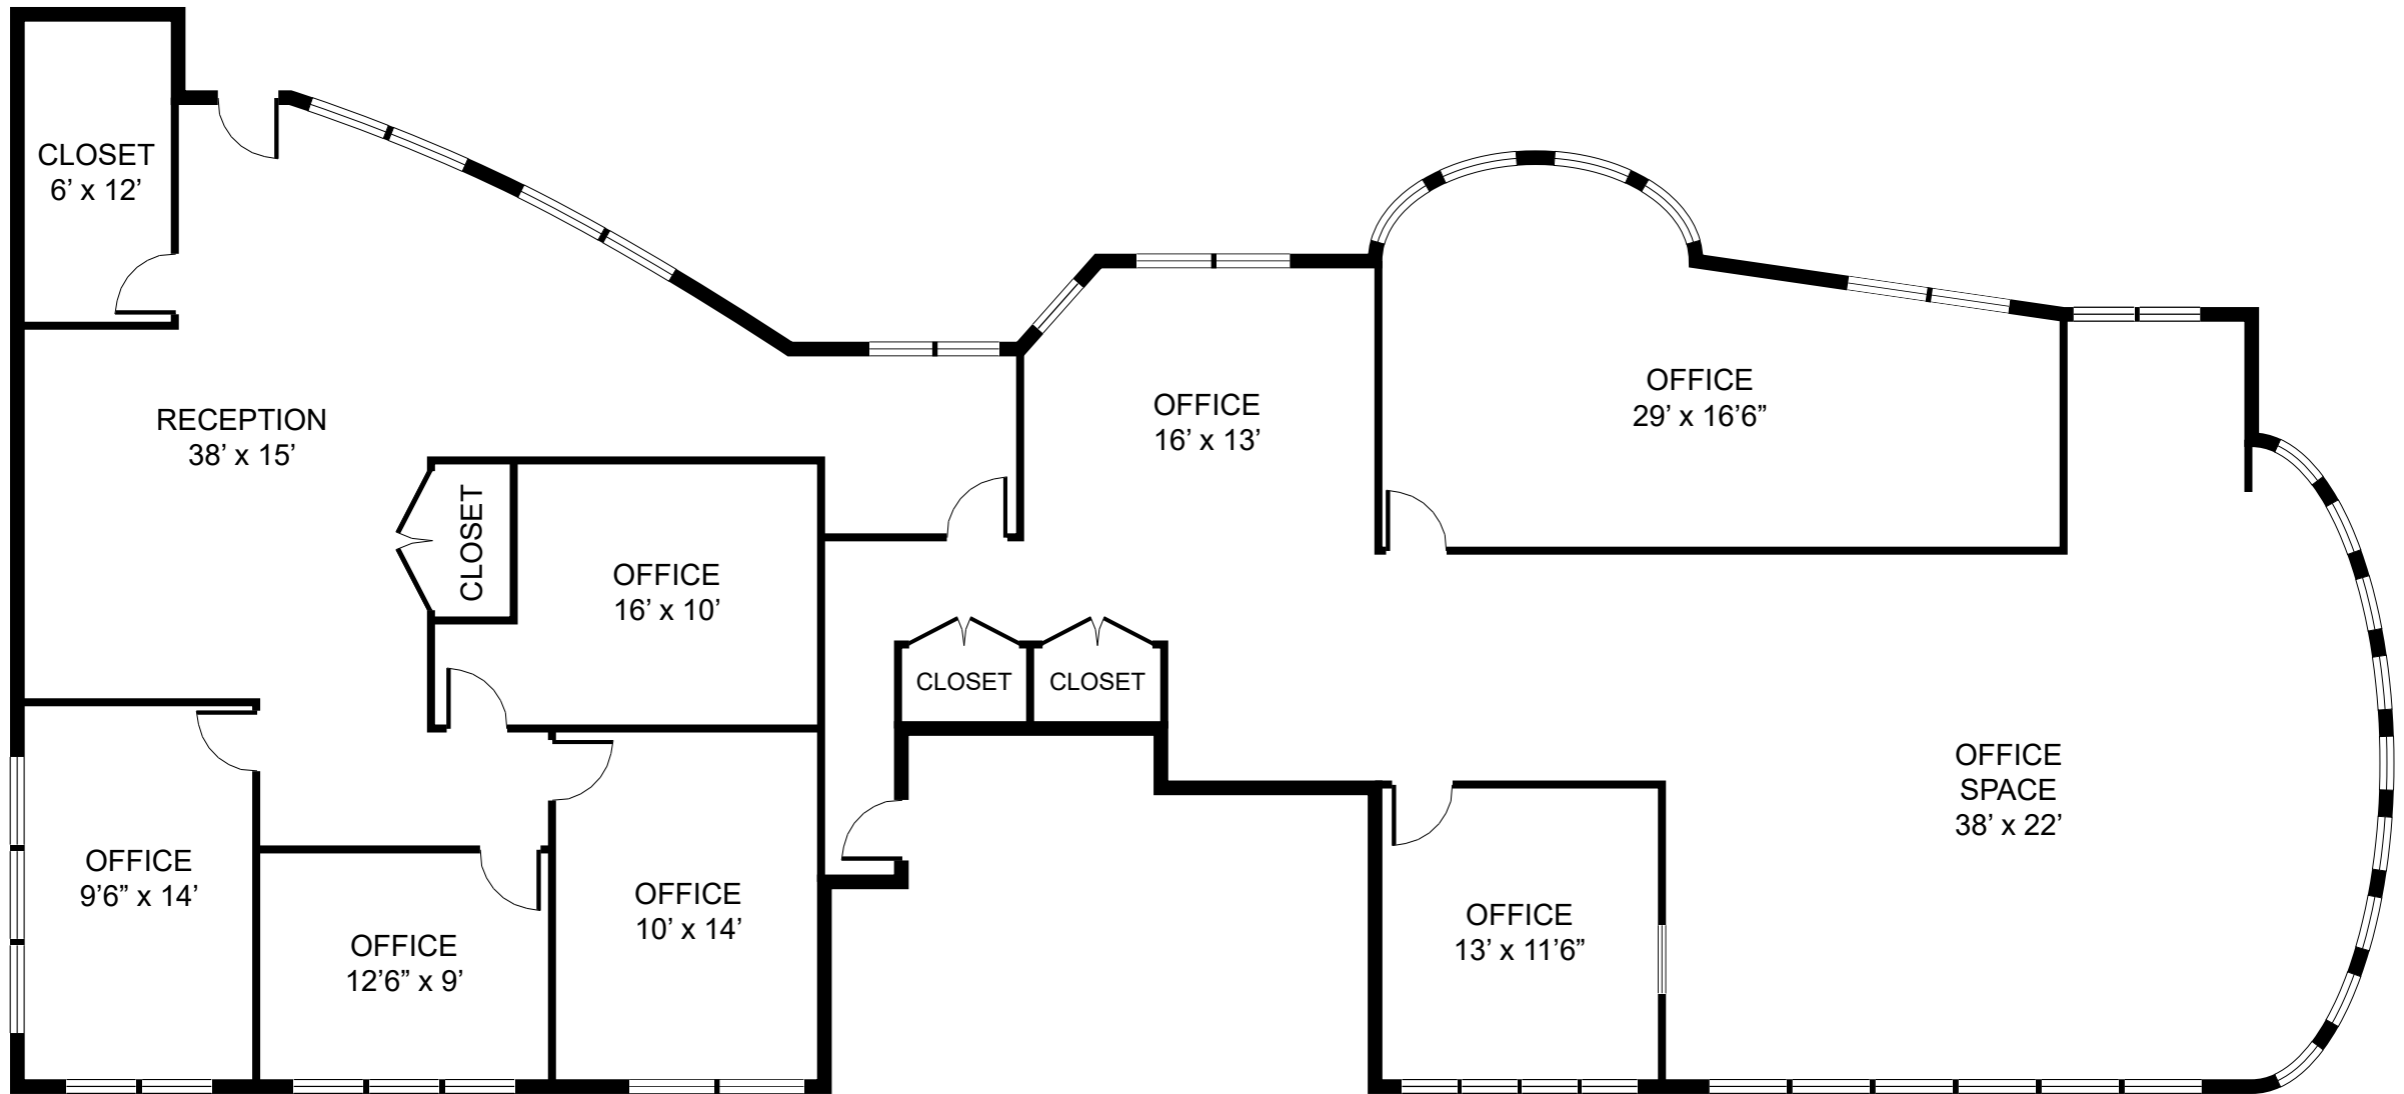 CLOSET
6’ x 12’
RECEPTION
38’ x 15’
CLOSET
OFFICE
16’ x 10’
OFFICE
16’ x 13’
OFFICE
29’ x 16’6”
CLOSET
CLOSET
OFFICE
SPACE
38’ x 22’
OFFICE
9’6” x 14’
OFFICE
12’6” x 9’
OFFICE
10’ x 14’
OFFICE
13’ x 11’6”